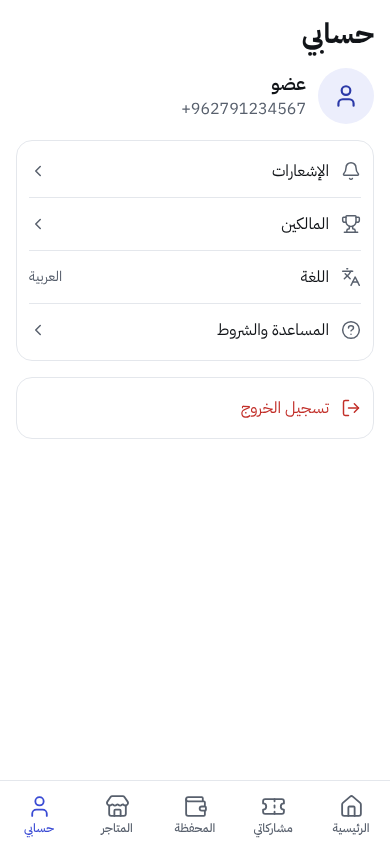 حسابي
عضو
+962791234567
الإشعارات
المالكين
اللغة
العربية
المساعدة والشروط
تسجيل الخروج
الرئيسية
مشاركاتي
المحفظة
المتاجر
حسابي